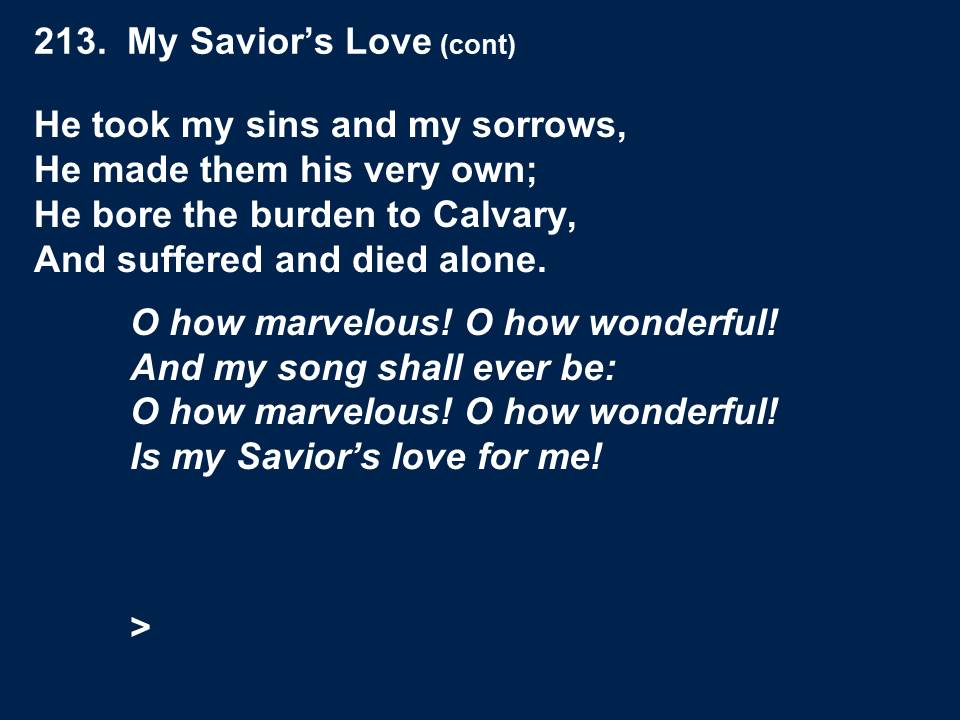 213.  My Savior’s Love (cont)
He took my sins and my sorrows,
He made them his very own;
He bore the burden to Calvary,
And suffered and died alone.
O how marvelous! O how wonderful!
And my song shall ever be:
O how marvelous! O how wonderful!
Is my Savior’s love for me!
>